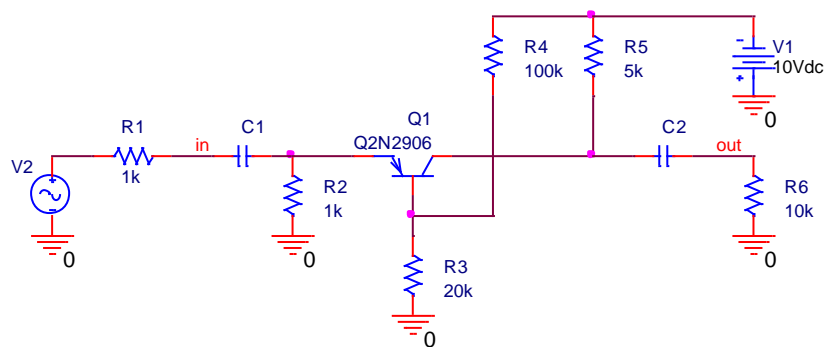 R4
100k
R5
5k
-
V1
10Vdc
+
0
R1
1k
in
C1
Q1
Q2N2906
C2
out
V2
+
-
R2
1k
R6
10k
0
0
0
R3
20k
0